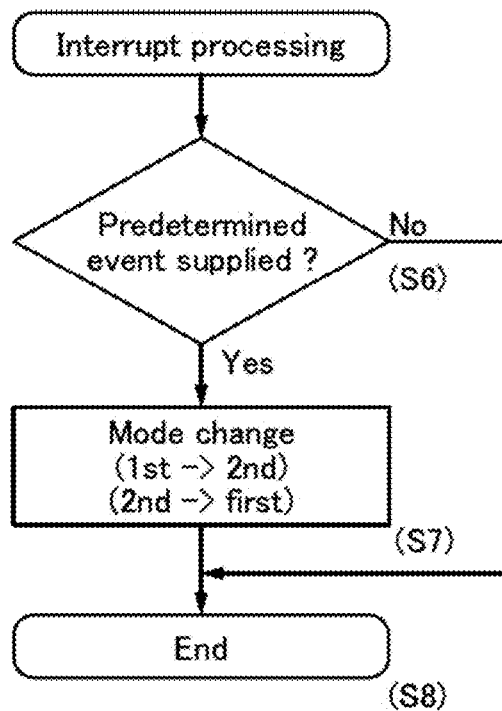 Interrupt processing
Predetermined
event supplied ?
No
(S6)
Yes
Mode change
(1st -> 2nd)
(2nd -> first)
(S7)
End
(S8)